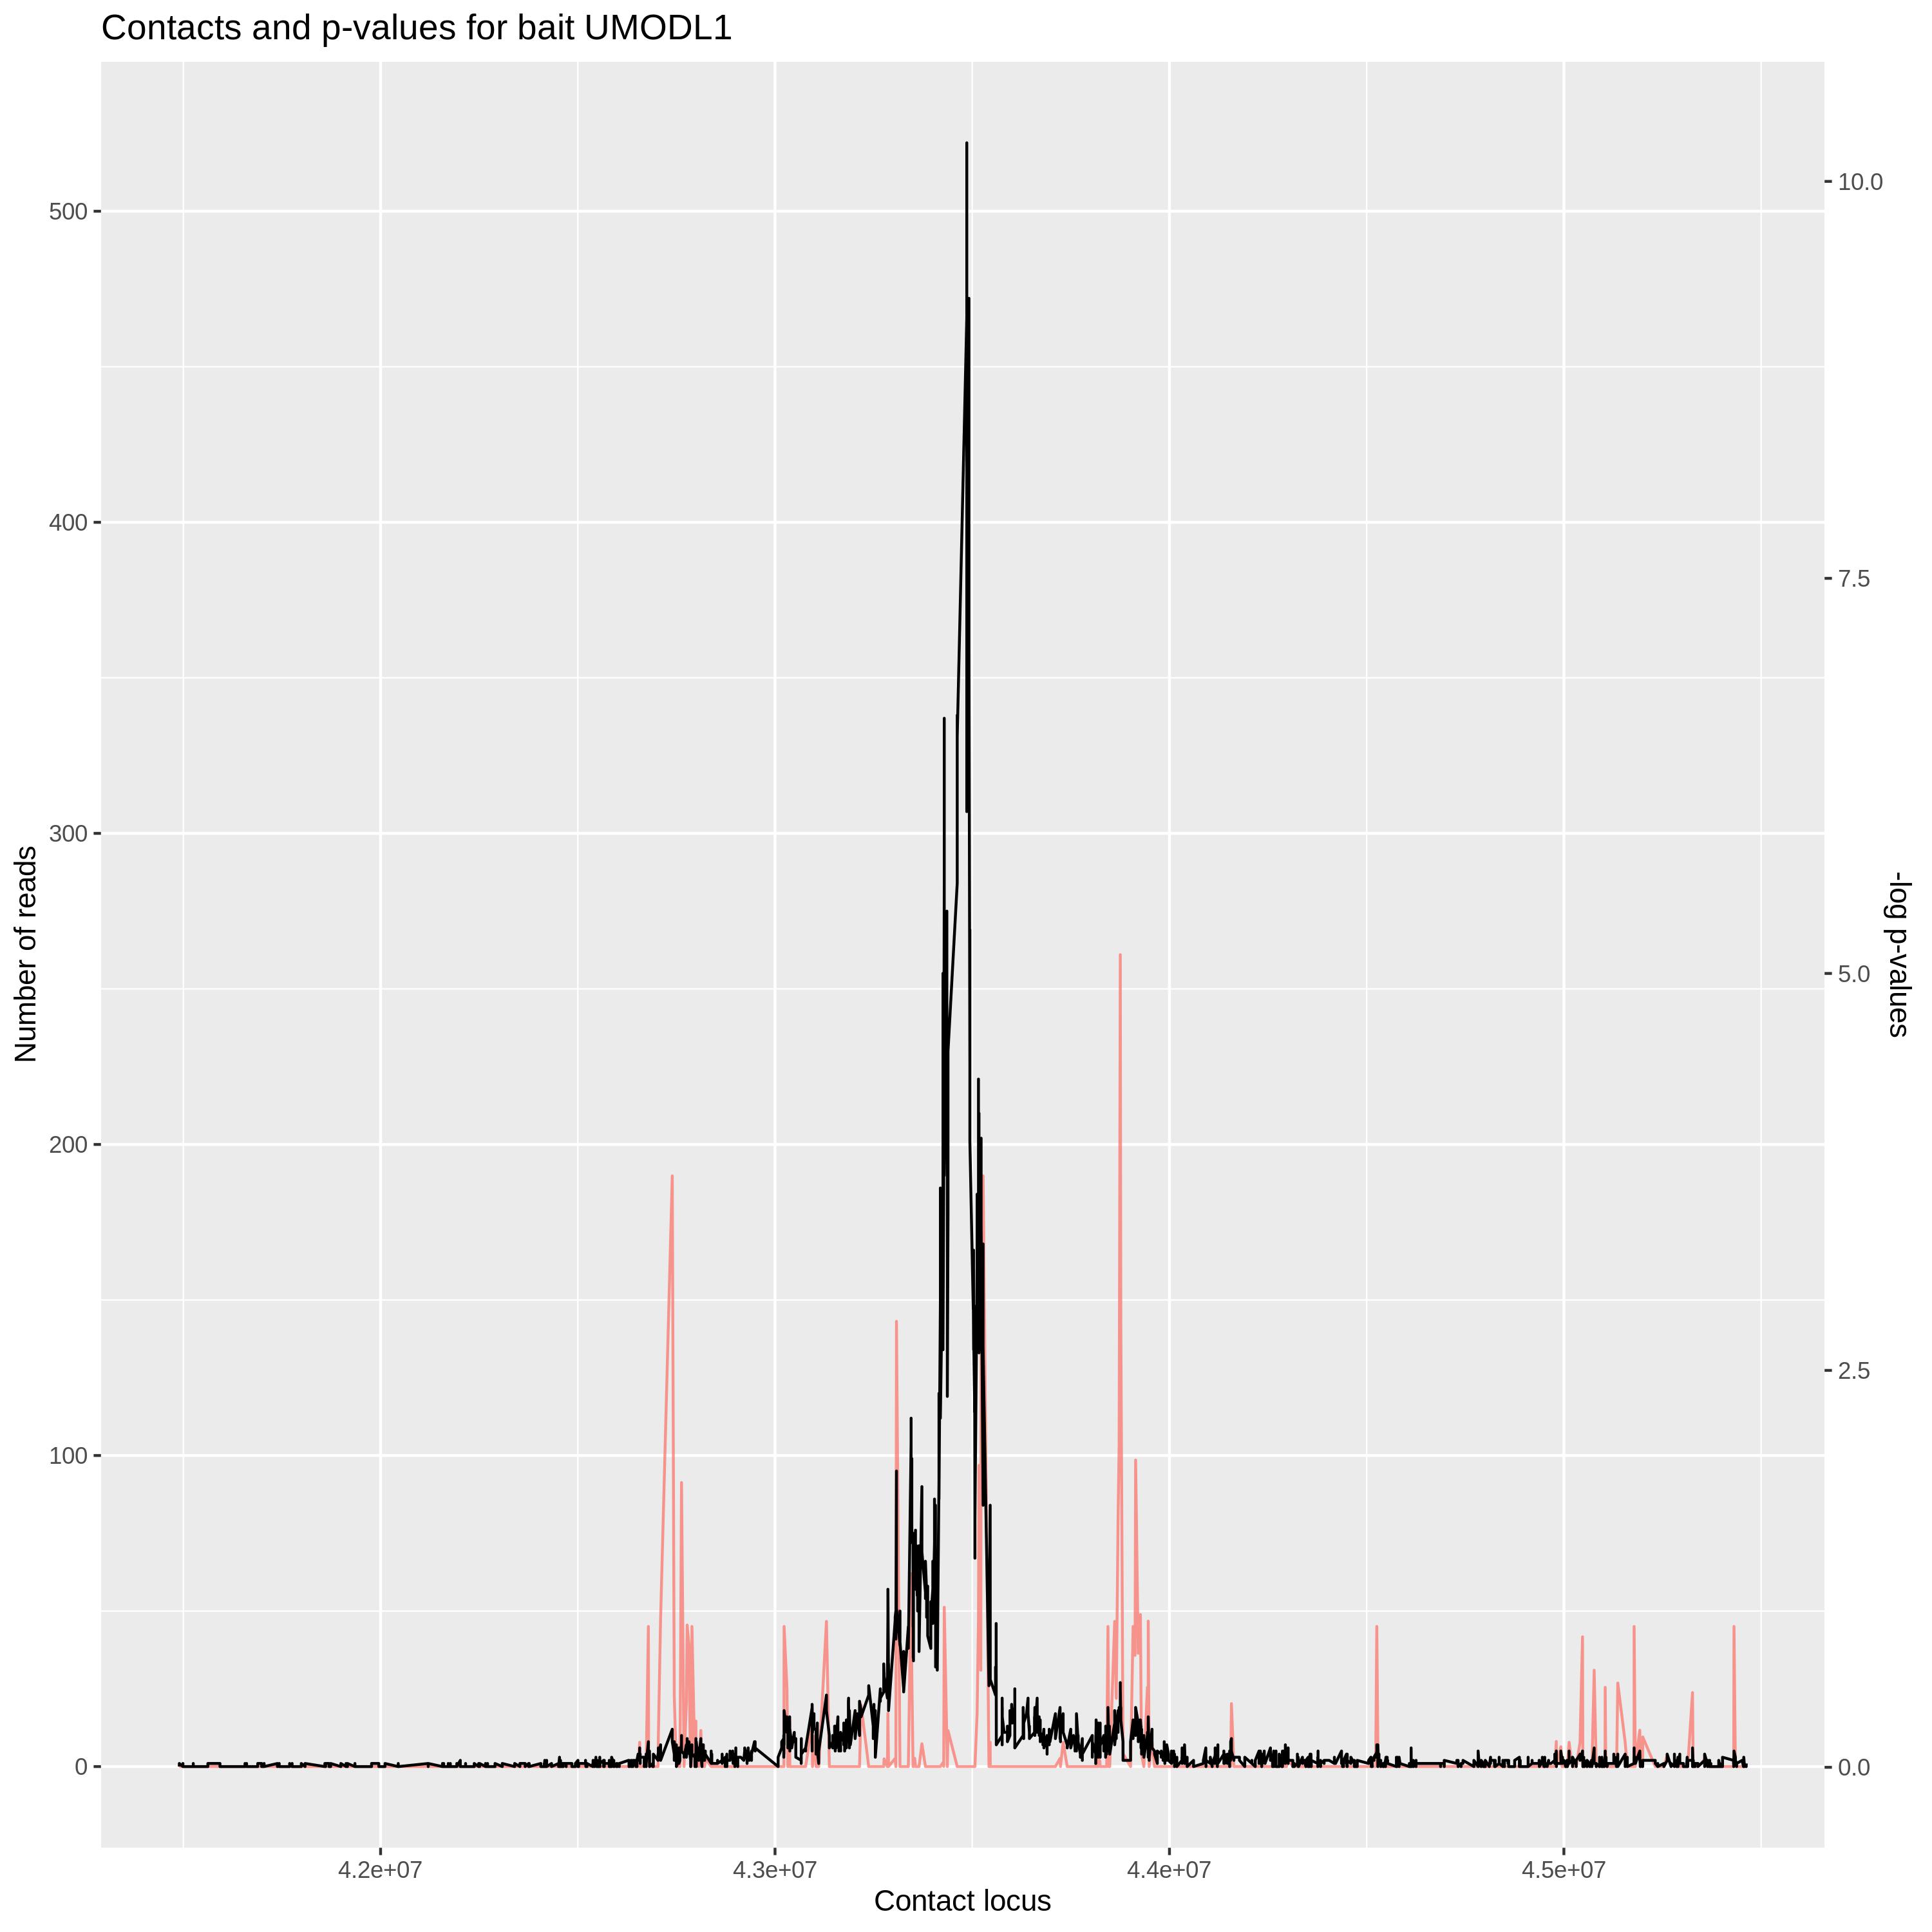 Contacts and p-values for bait UMODL1
500
400
300
200
100
0
Number of reads
10.0
7.5
5.0
2.5
0.0
-log p-values
4.2e+07
4.3e+07
4.4e+07
4.5e+07
Contact locus